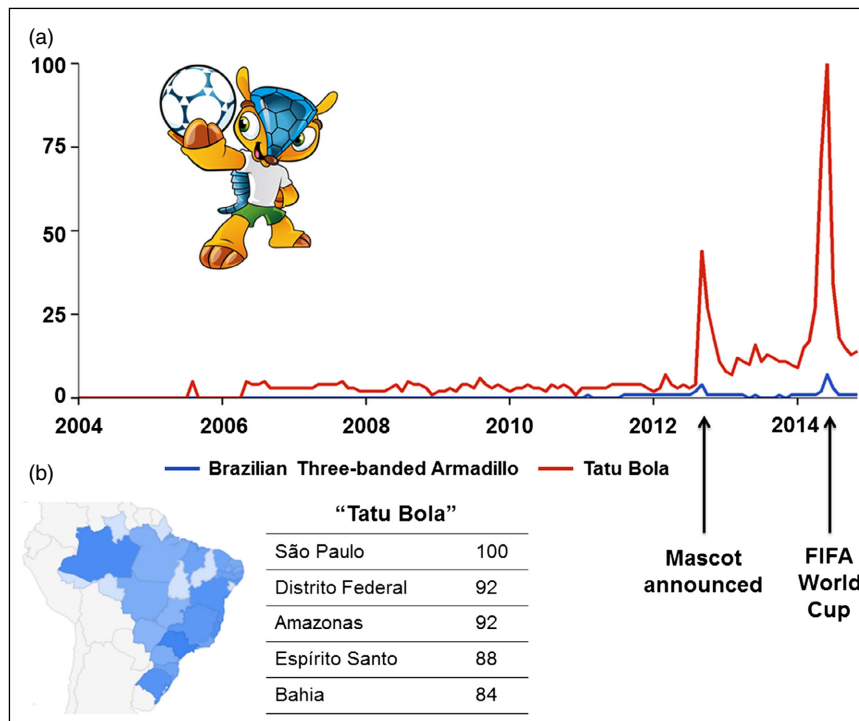 (a)
100
75
50
25
0
2004 2006 2008 2010 2012 2014
Brazilian Three-banded Armadillo Tatu Bola
Mascot
announced
FIFA
World
Cup
(b)
“Tatu Bola”
São Paulo 100
Distrito Federal 92
Amazonas 92
Espírito Santo 88
Bahia 84